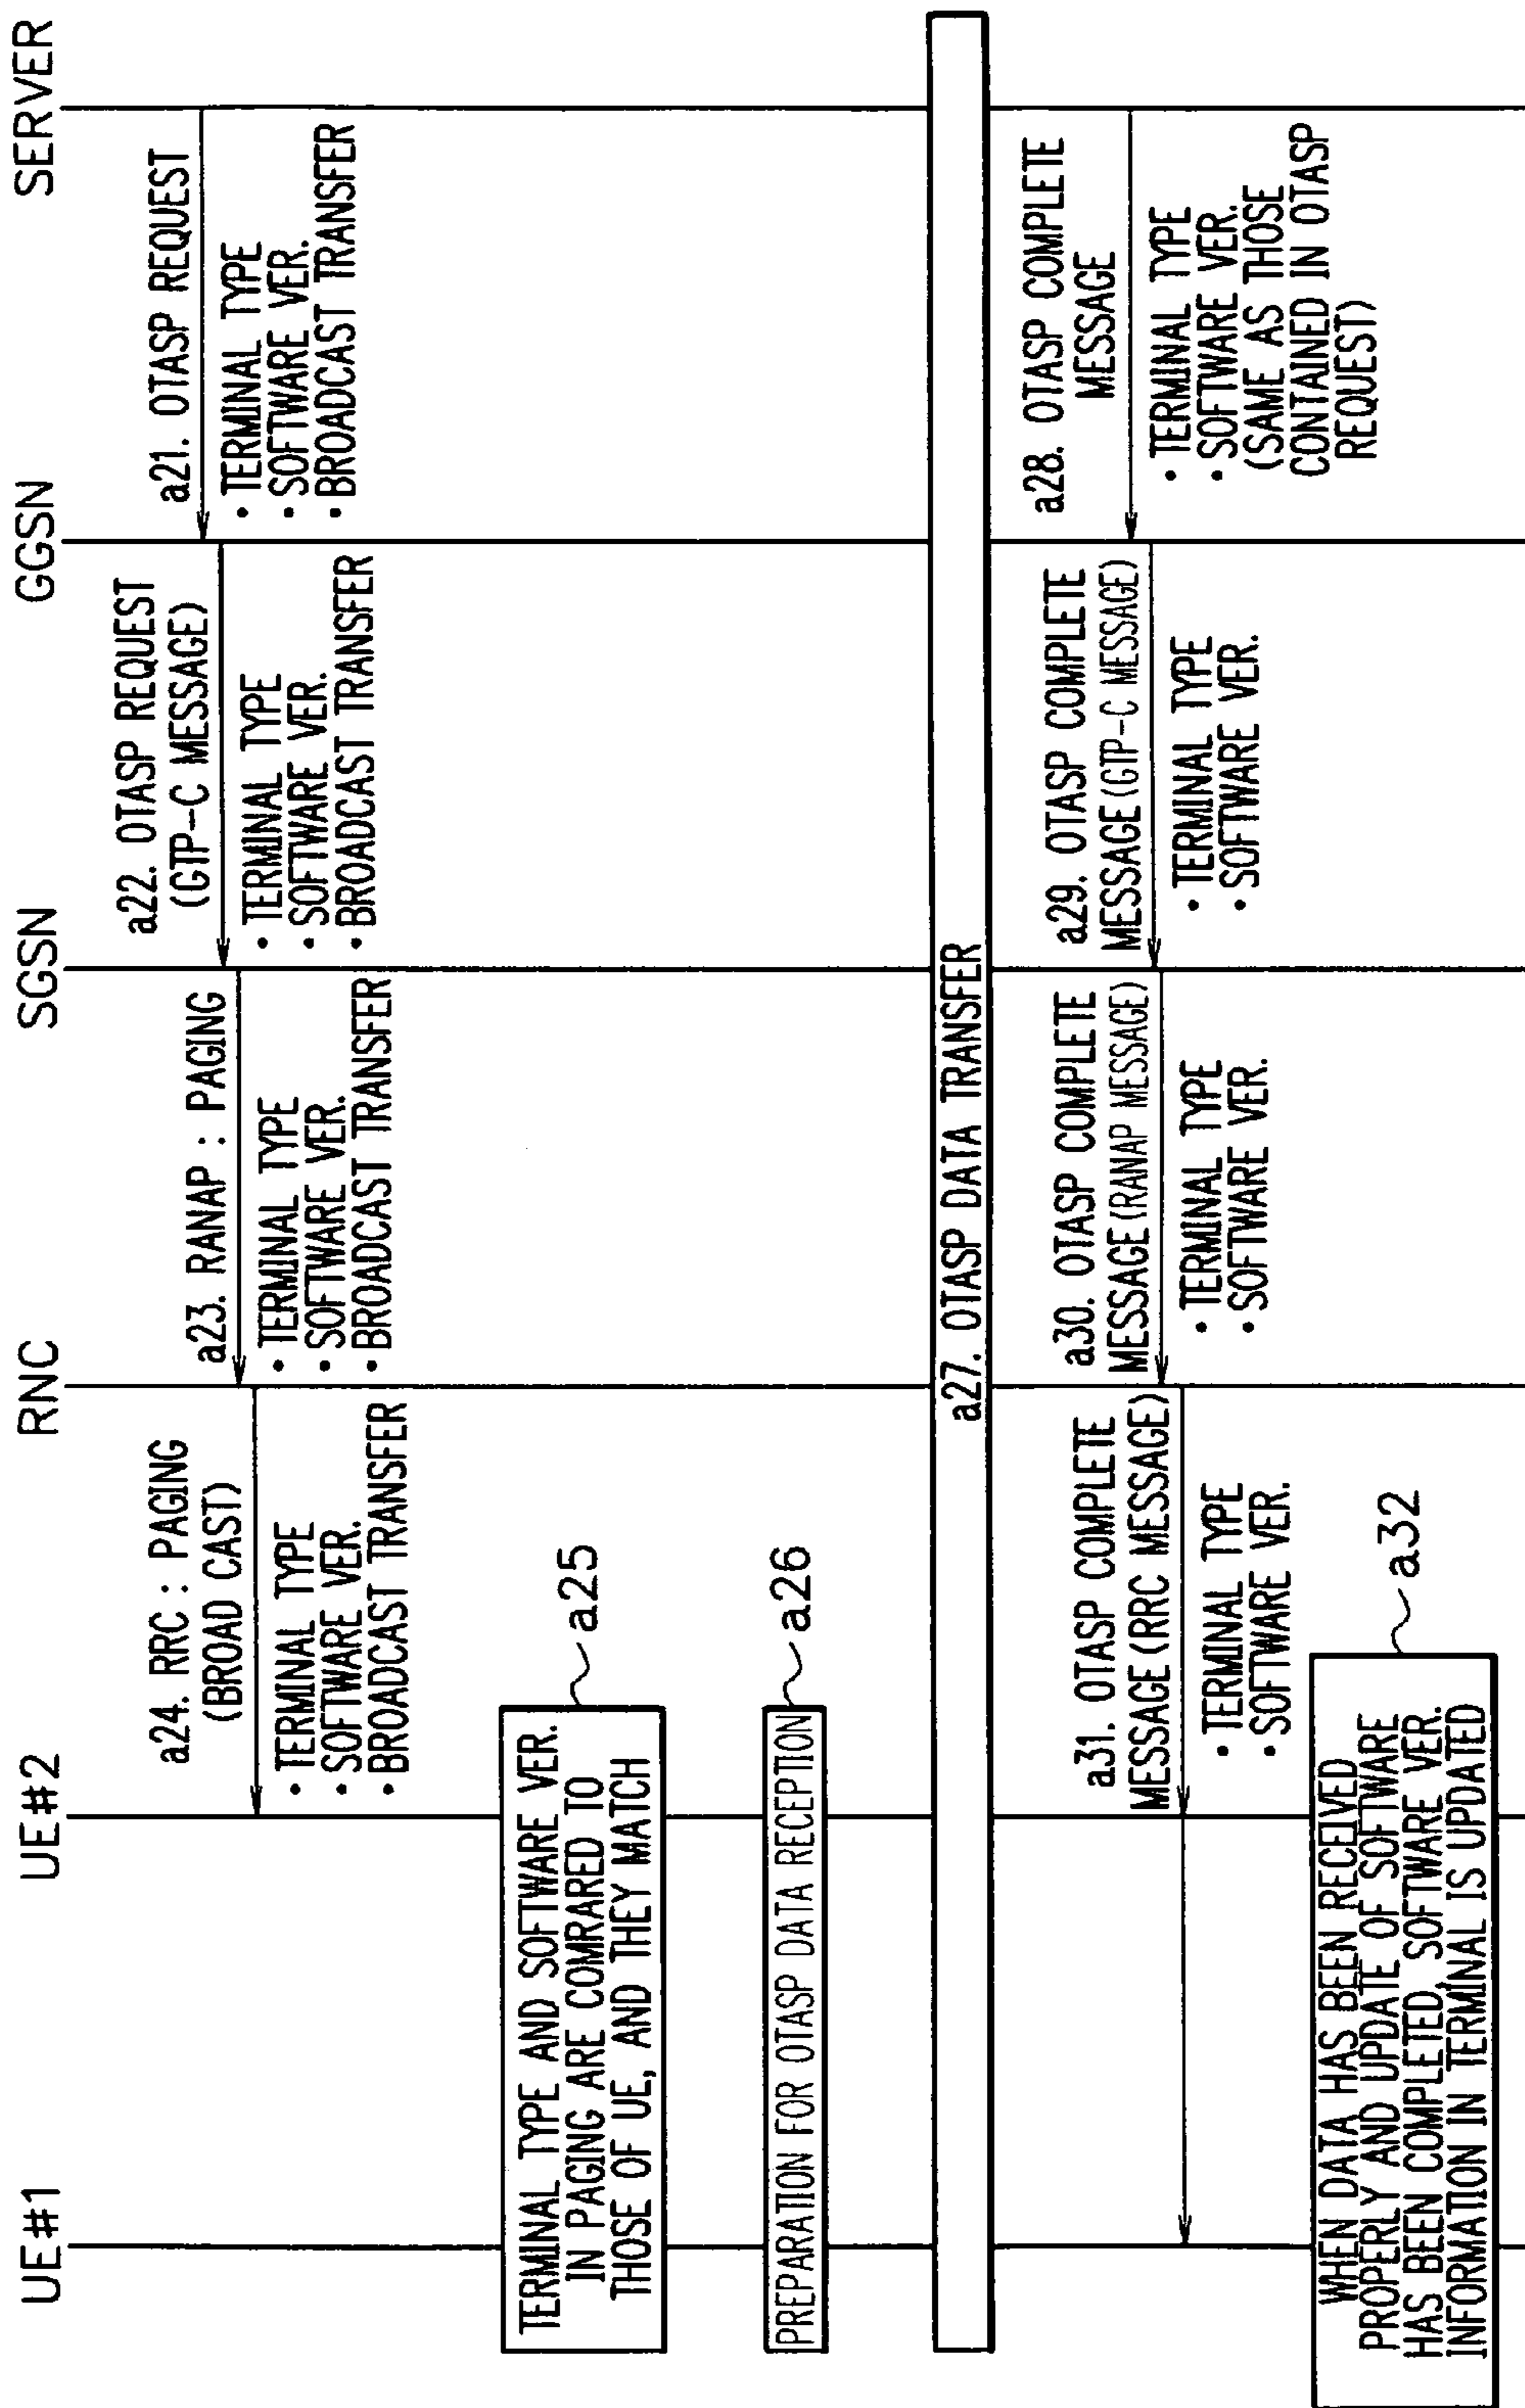 UE#1
UE#2
RNC
SGSN
GGSN
SERVER
a21. OTASP REQUEST
• TERMINAL TYPE
• SOFTWARE VER.
• BROADCAST TRANSFER
a22. OTASP REQUEST
(GTP-C MESSAGE)
• TERMINAL TYPE
• SOFTWARE VER.
• BROADCAST TRANSFER
a23. RANAP : PAGING
• TERMINAL TYPE
• SOFTWARE VER.
• BROADCAST TRANSFER
a24. RRC : PAGING
(BROAD CAST)
• TERMINAL TYPE
• SOFTWARE VER.
• BROADCAST TRANSFER
TERMINAL TYPE AND SOFTWARE VER.
IN PAGING ARE COMRARED TO
THOSE OF UE, AND THEY MATCH
a25
PREPARATION FOR OTASP DATA RECEPTION
a26
a27. OTASP DATA TRANSFER
a28. OTASP COMPLETE
MESSAGE
• TERMINAL TYPE
• SOFTWARE VER.
(SAME AS THOSE
CONTAINED IN OTASP
REQUEST)
a29. OTASP COMPLETE
MESSAGE (GTP-C MESSAGE)
• TERMINAL TYPE
• SOFTWARE VER.
a30. OTASP COMPLETE
MESSAGE (RANAP MESSAGE)
• TERMINAL TYPE
• SOFTWARE VER.
a31. OTASP COMPLETE
MESSAGE (RRC MESSAGE)
• TERMINAL TYPE
• SOFTWARE VER.
WHEN DATA HAS BEEN RECEIVED
PROPERLY AND UPDATE OF SOFTWARE
HAS BEEN COMPLETED, SOFTWARE VER.
INFORMATION IN TERMINAL IS UPDATED
a32